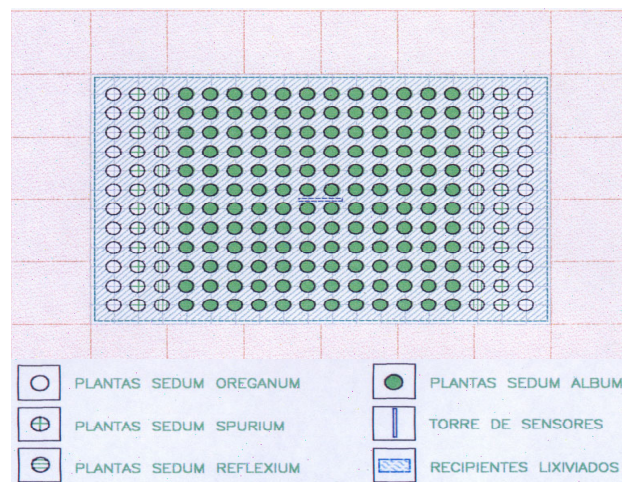 PLANTAS SEDUM OREGANUM
PLANTAS SEDUM ALBUM
PLANTAS SEDUM SPURIUM
TORRE DE SENSORES
PLANTAS SEDUM REFLEXIUM
RECIPIENTES LIXIVIADOS